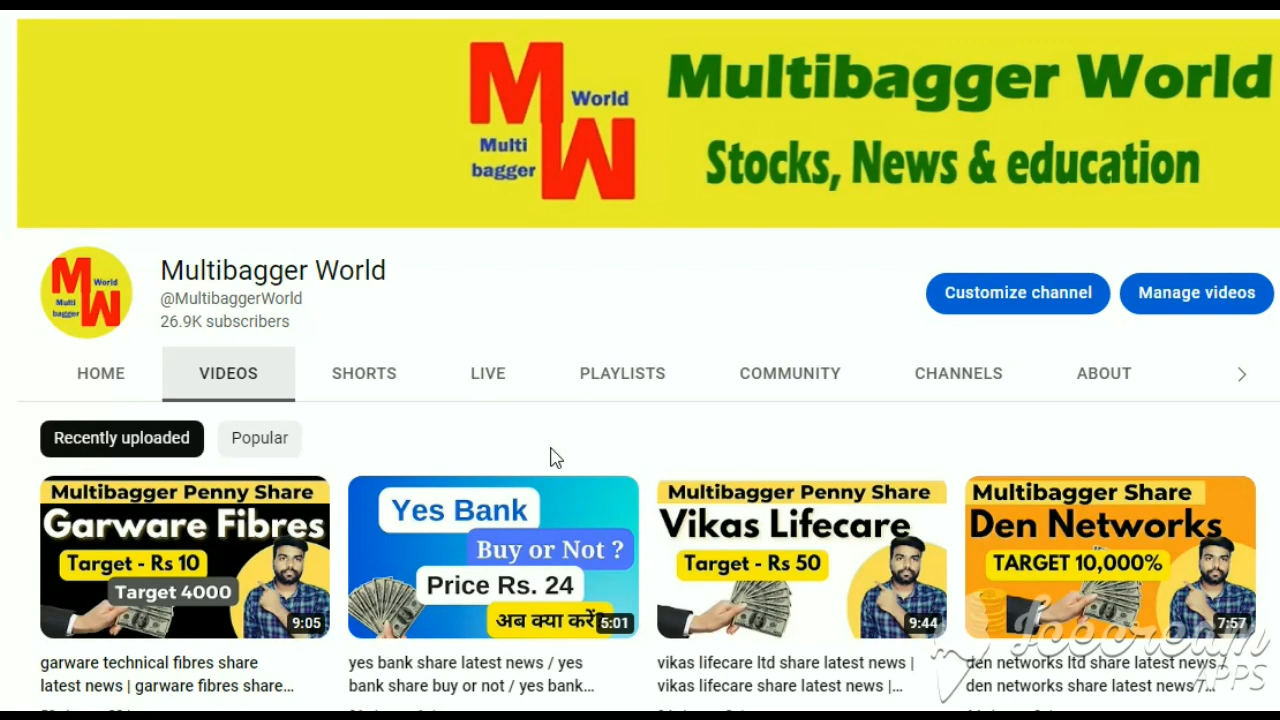 M World
Multi
bagger W
Multibagger World
Stocks, News & education
M World
Multi
bagger W
Multibagger World
@MultibaggerWorld
26.9K subscribers
Customize channel
Manage videos
HOME VIDEOS SHORTS LIVE PLAYLISTS COMMUNITY CHANNELS ABOUT
Recently uploaded Popular
Multibagger Penny Share
Garware Fibres
Target - Rs 10
Target 4000
9:05
garware technical fibres share
latest news | garware fibres share...
Yes Bank
Buy or Not ?
Price Rs. 24
अब क्या करें
5:01
yes bank share latest news / yes
bank share buy or not / yes bank...
Multibagger Penny Share
Vikas Lifecare
Target - Rs 50
9:44
vikas lifecare ltd share latest news |
vikas lifecare share latest news |...
Multibagger Share
Den Networks
TARGET 10,000%
7:57
den networks ltd share latest news /
den networks share latest news /...
Icecream
APPS